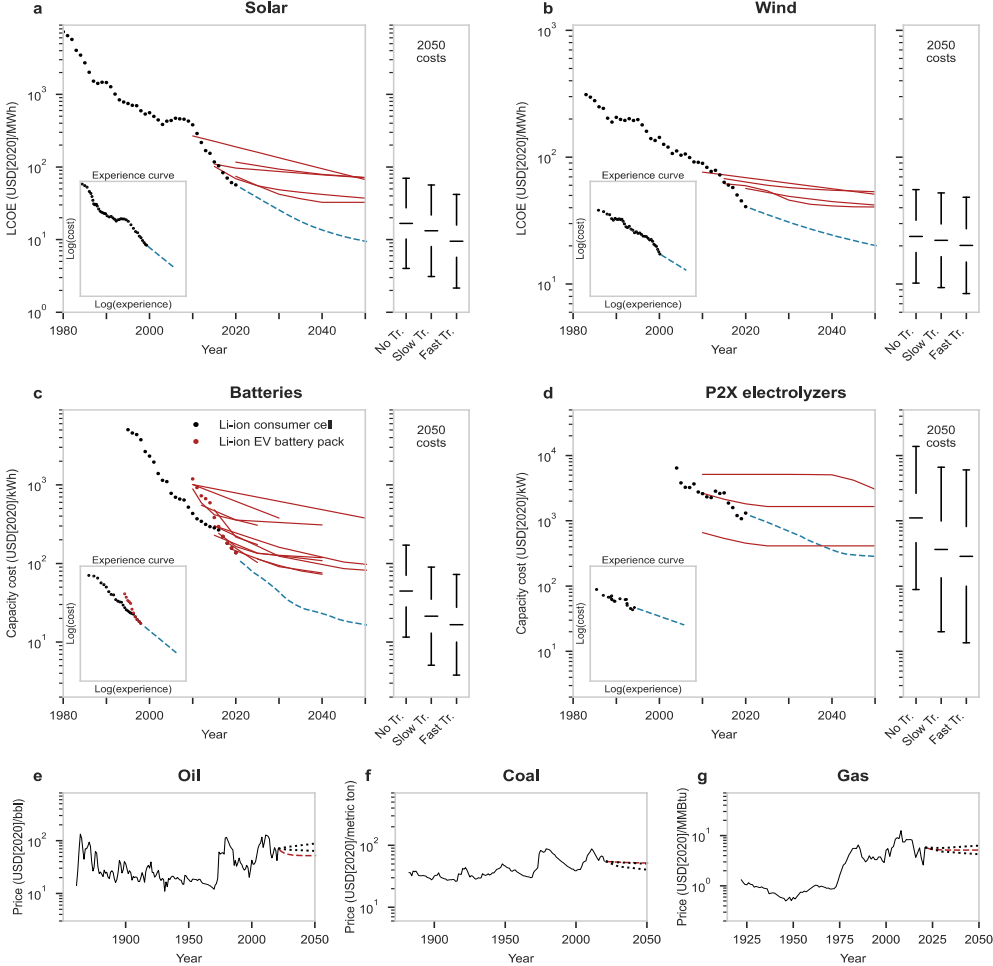 a
Solar
LCOE (USD[2020]/MWh)
10³
10²
10¹
10⁰
1980
2000
2020
2040
Year
Experience curve
Log(cost)
Log(experience)
2050
costs
No Tr.
Slow Tr.
Fast Tr.
b
Wind
LCOE (USD[2020]/MWh)
10³
10²
10¹
1980
2000
2020
2040
Year
Experience curve
Log(cost)
Log(experience)
2050
costs
No Tr.
Slow Tr.
Fast Tr.
c
Batteries
Capacity cost (USD[2020]/kWh)
10⁴
10³
10²
10¹
1980
2000
2020
2040
Year
Li-ion consumer cell
Li-ion EV battery pack
Experience curve
Log(cost)
Log(experience)
2050
costs
No Tr.
Slow Tr.
Fast Tr.
d
P2X electrolyzers
Capacity cost (USD[2020]/kW)
10⁴
10³
10²
10¹
1980
2000
2020
2040
Year
Experience curve
Log(cost)
Log(experience)
2050
costs
No Tr.
Slow Tr.
Fast Tr.
e
Oil
Price (USD[2020]/bbl)
10²
10¹
1900
1950
2000
2050
Year
f
Coal
Price (USD[2020]/metric ton)
10²
10¹
1900
1950
2000
2050
Year
g
Gas
Price (USD[2020]/MMBtu)
10¹
10⁰
1925
1950
1975
2000
2025
2050
Year